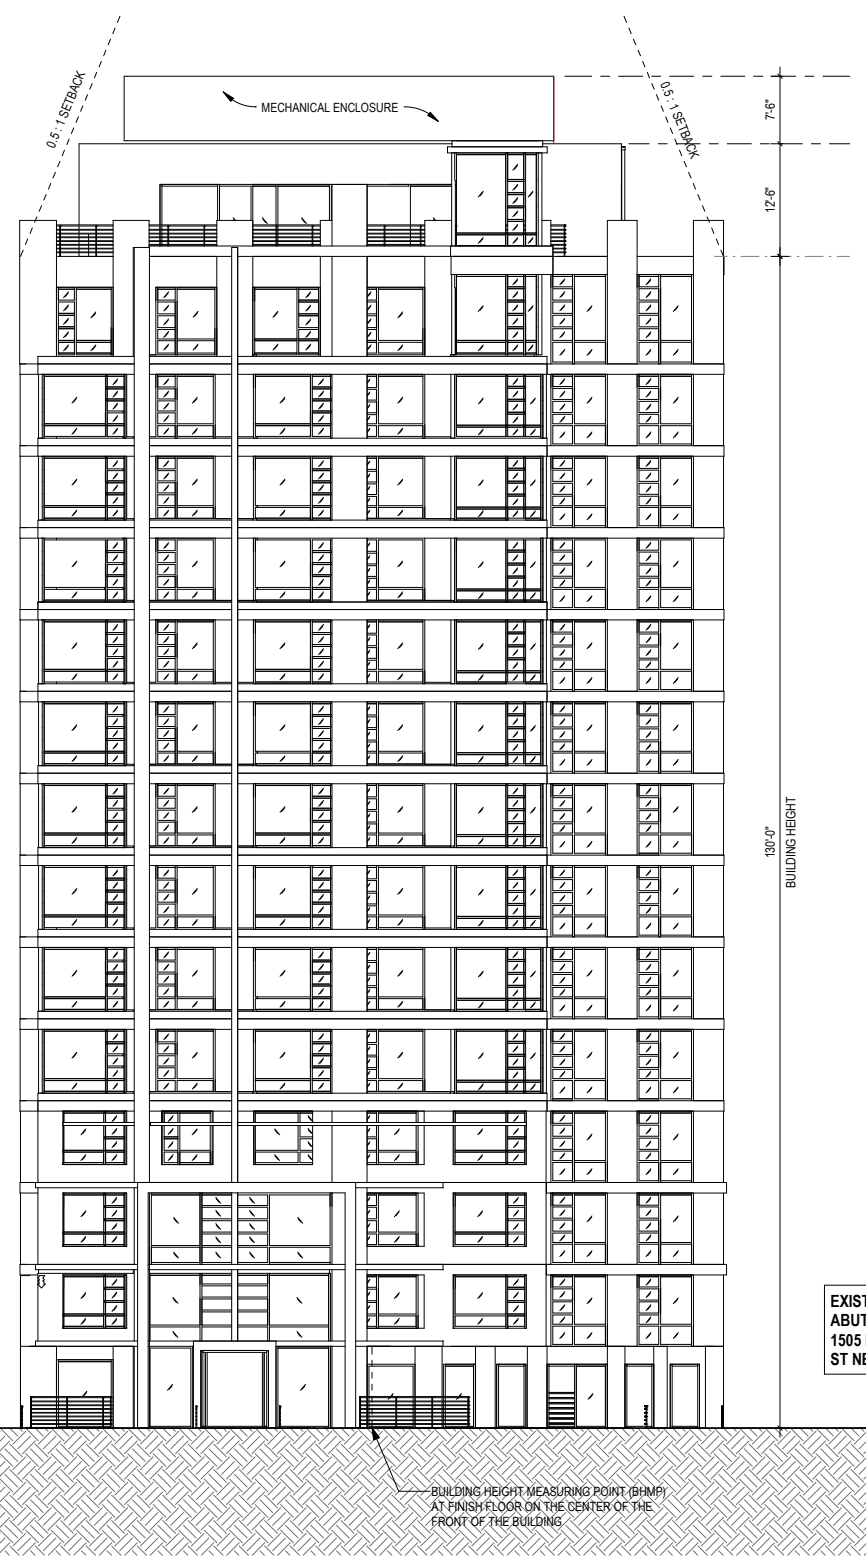 0.5 : 1 SETBACK
MECHANICAL ENCLOSURE
0.5 : 1 SETBACK
7'-6"
12'-6"
130'-0"
BUILDING HEIGHT
EXIST
ABUT
1505
ST NE
BUILDING HEIGHT MEASURING POINT (BHMP)
AT FINISH FLOOR ON THE CENTER OF THE
FRONT OF THE BUILDING